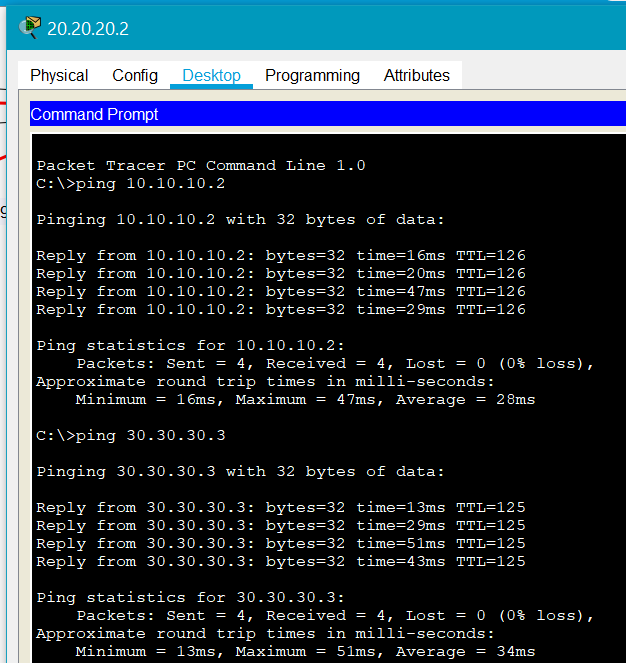 20.20.20.2
Physical Config Desktop Programming Attributes
Command Prompt
Packet Tracer PC Command Line 1.0
C:\>ping 10.10.10.2
Pinging 10.10.10.2 with 32 bytes of data:
Reply from 10.10.10.2: bytes=32 time=16ms TTL=126
Reply from 10.10.10.2: bytes=32 time=20ms TTL=126
Reply from 10.10.10.2: bytes=32 time=47ms TTL=126
Reply from 10.10.10.2: bytes=32 time=29ms TTL=126
Ping statistics for 10.10.10.2:
Packets: Sent = 4, Received = 4, Lost = 0 (0% loss),
Approximate round trip times in milli-seconds:
Minimum = 16ms, Maximum = 47ms, Average = 28ms
C:\>ping 30.30.30.3
Pinging 30.30.30.3 with 32 bytes of data:
Reply from 30.30.30.3: bytes=32 time=13ms TTL=125
Reply from 30.30.30.3: bytes=32 time=29ms TTL=125
Reply from 30.30.30.3: bytes=32 time=51ms TTL=125
Reply from 30.30.30.3: bytes=32 time=43ms TTL=125
Ping statistics for 30.30.30.3:
Packets: Sent = 4, Received = 4, Lost = 0 (0% loss),
Approximate round trip times in milli-seconds:
Minimum = 13ms, Maximum = 51ms, Average = 34ms